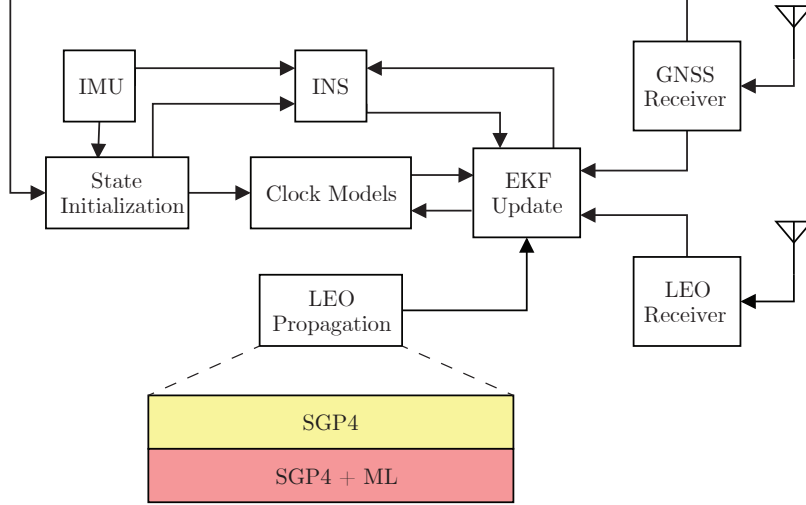 IMU
INS
GNSS
Receiver
State
Initialization
Clock Models
EKF
Update
LEO
Propagation
LEO
Receiver
SGP4
SGP4 + ML